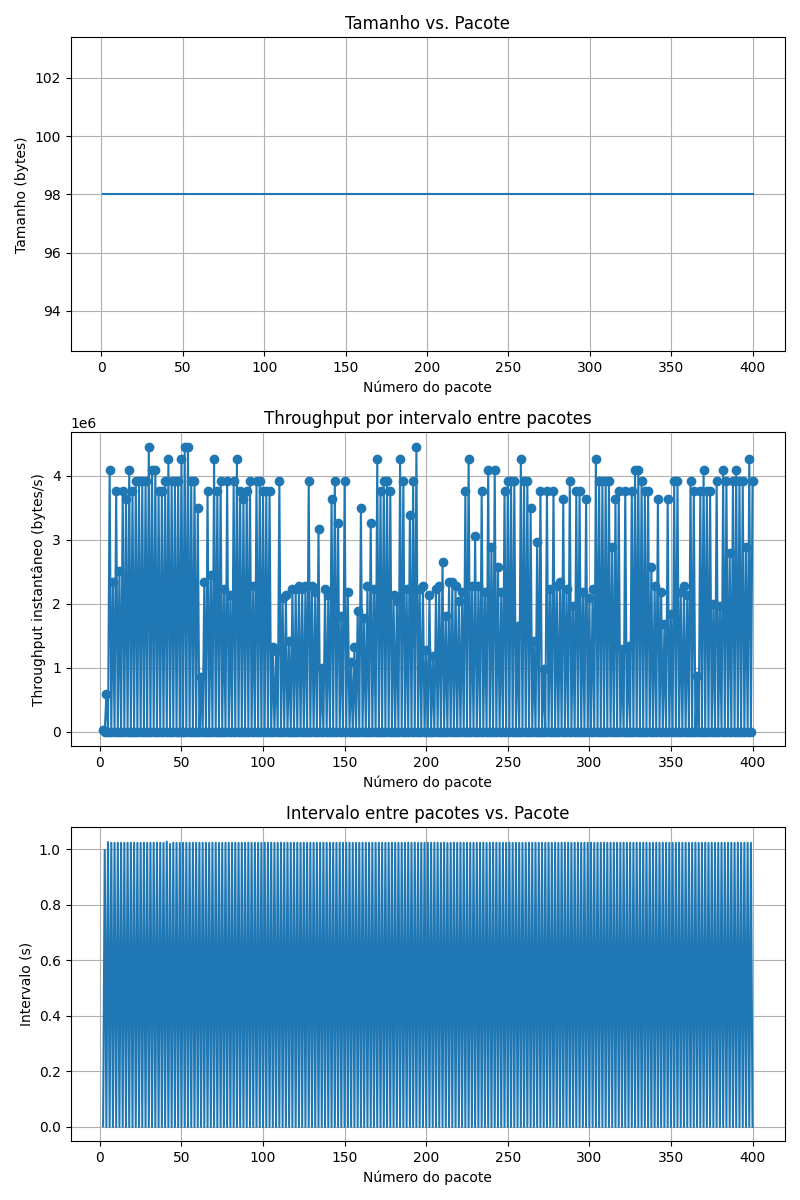 Tamanho vs. Pacote
Tamanho (bytes)
102
100
98
96
94
0 50 100 150 200 250 300 350 400
Número do pacote
Throughput por intervalo entre pacotes
1e6
Throughput instantâneo (bytes/s)
4
3
2
1
0
0 50 100 150 200 250 300 350 400
Número do pacote
Intervalo entre pacotes vs. Pacote
Intervalo (s)
1.0
0.8
0.6
0.4
0.2
0.0
0 50 100 150 200 250 300 350 400
Número do pacote